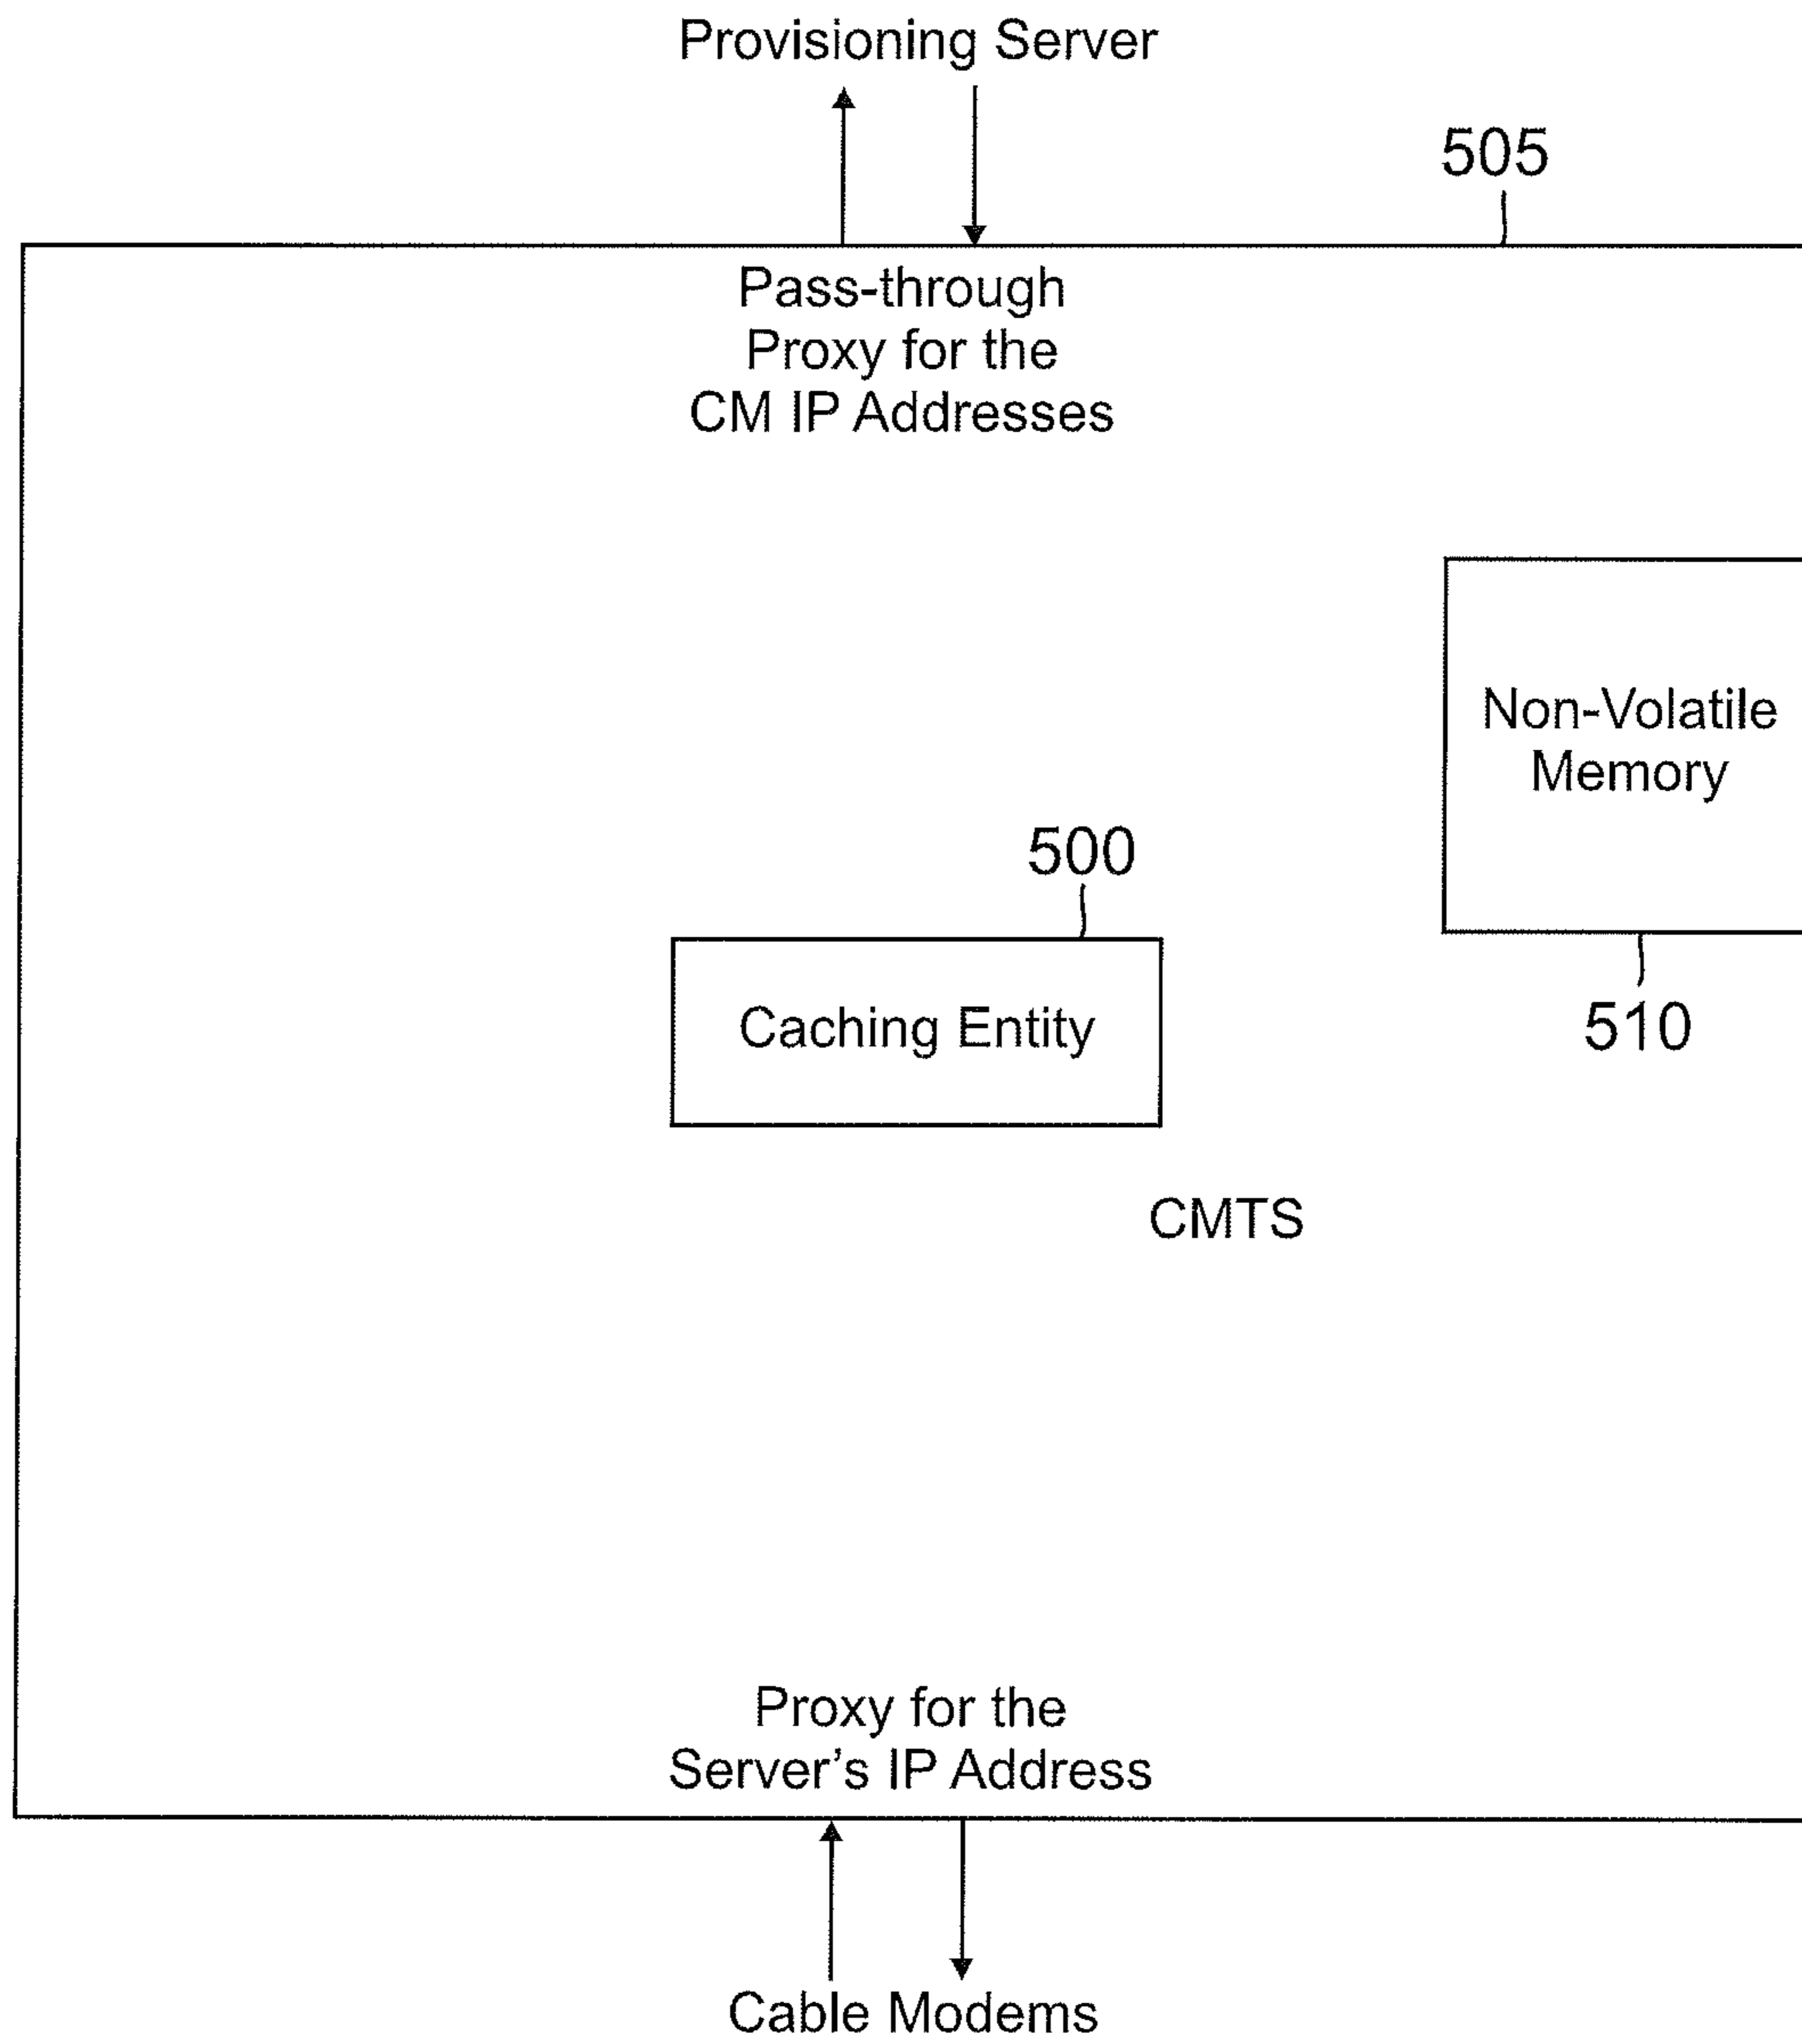 Provisioning Server
505
Pass-through
Proxy for the
CM IP Addresses
Non-Volatile
Memory
500
Caching Entity
510
CMTS
Proxy for the
Server's IP Address
Cable Modems